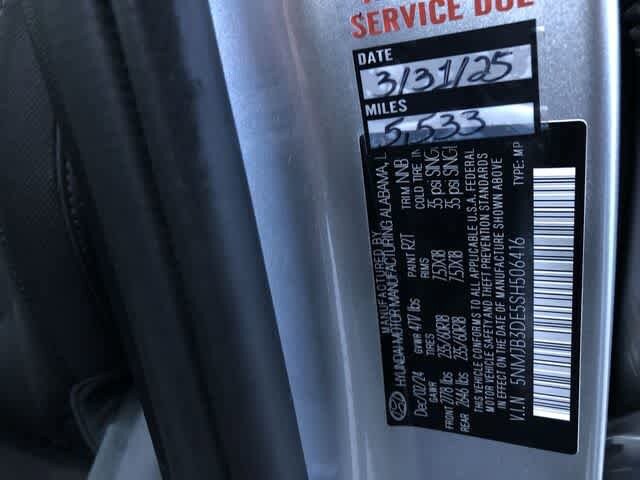 SERVICE DUE
DATE
3/31/25
MILES
5,533
MANUFACTURED BY
HYUNDAI MOTOR MANUFACTURING ALABAMA, L
Dec/02/24 GVWR 4717 lbs PAINT R2T TRIM NNB
GAWR TIRES RIMS COLD TIRE IN
FRONT 2778 lbs 235/60R18 7.5JX18 35 psi SINGL
REAR 2646 lbs 235/60R18 7.5JX18 35 psi SINGL
THIS VEHICLE CONFORMS TO ALL APPLICABLE U.S.A. FEDERAL
MOTOR VEHICLE SAFETY AND THEFT PREVENTION STANDARDS
IN EFFECT ON THE DATE OF MANUFACTURE SHOWN ABOVE
V.I.N 5NMJB3DE5SH506416 TYPE: MP